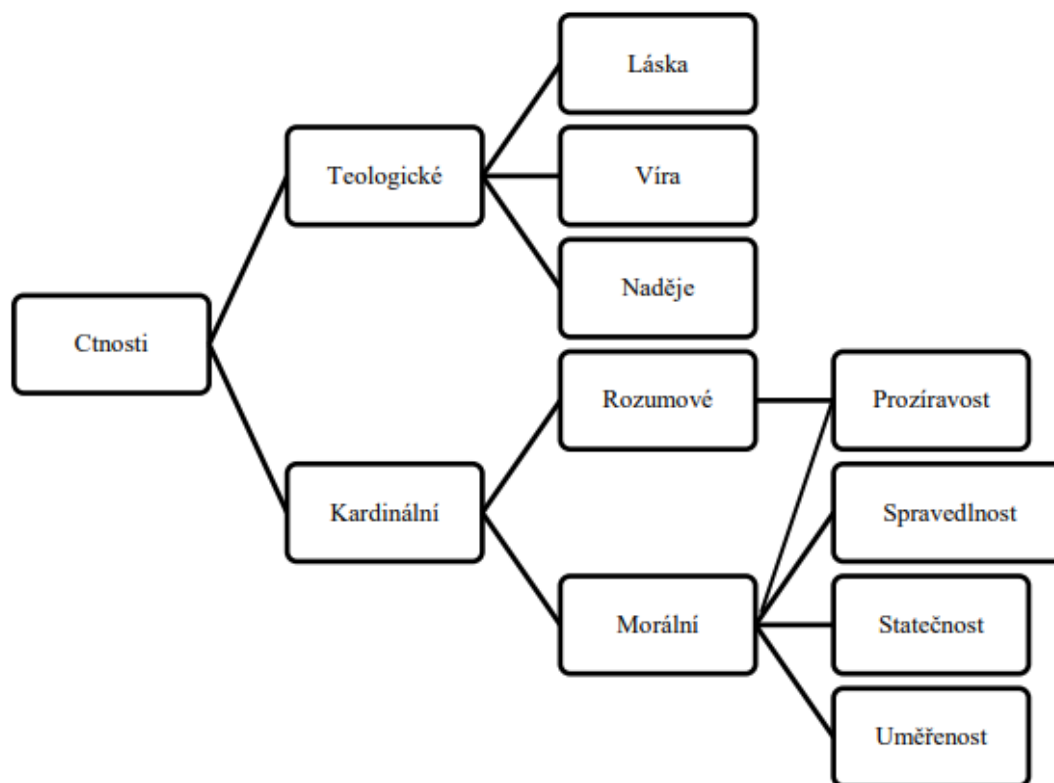 Láska
Teologické
Víra
Naděje
Ctnosti
Rozumové
Prozíravost
Kardinální
Spravedlnost
Morální
Statečnost
Uměřenost